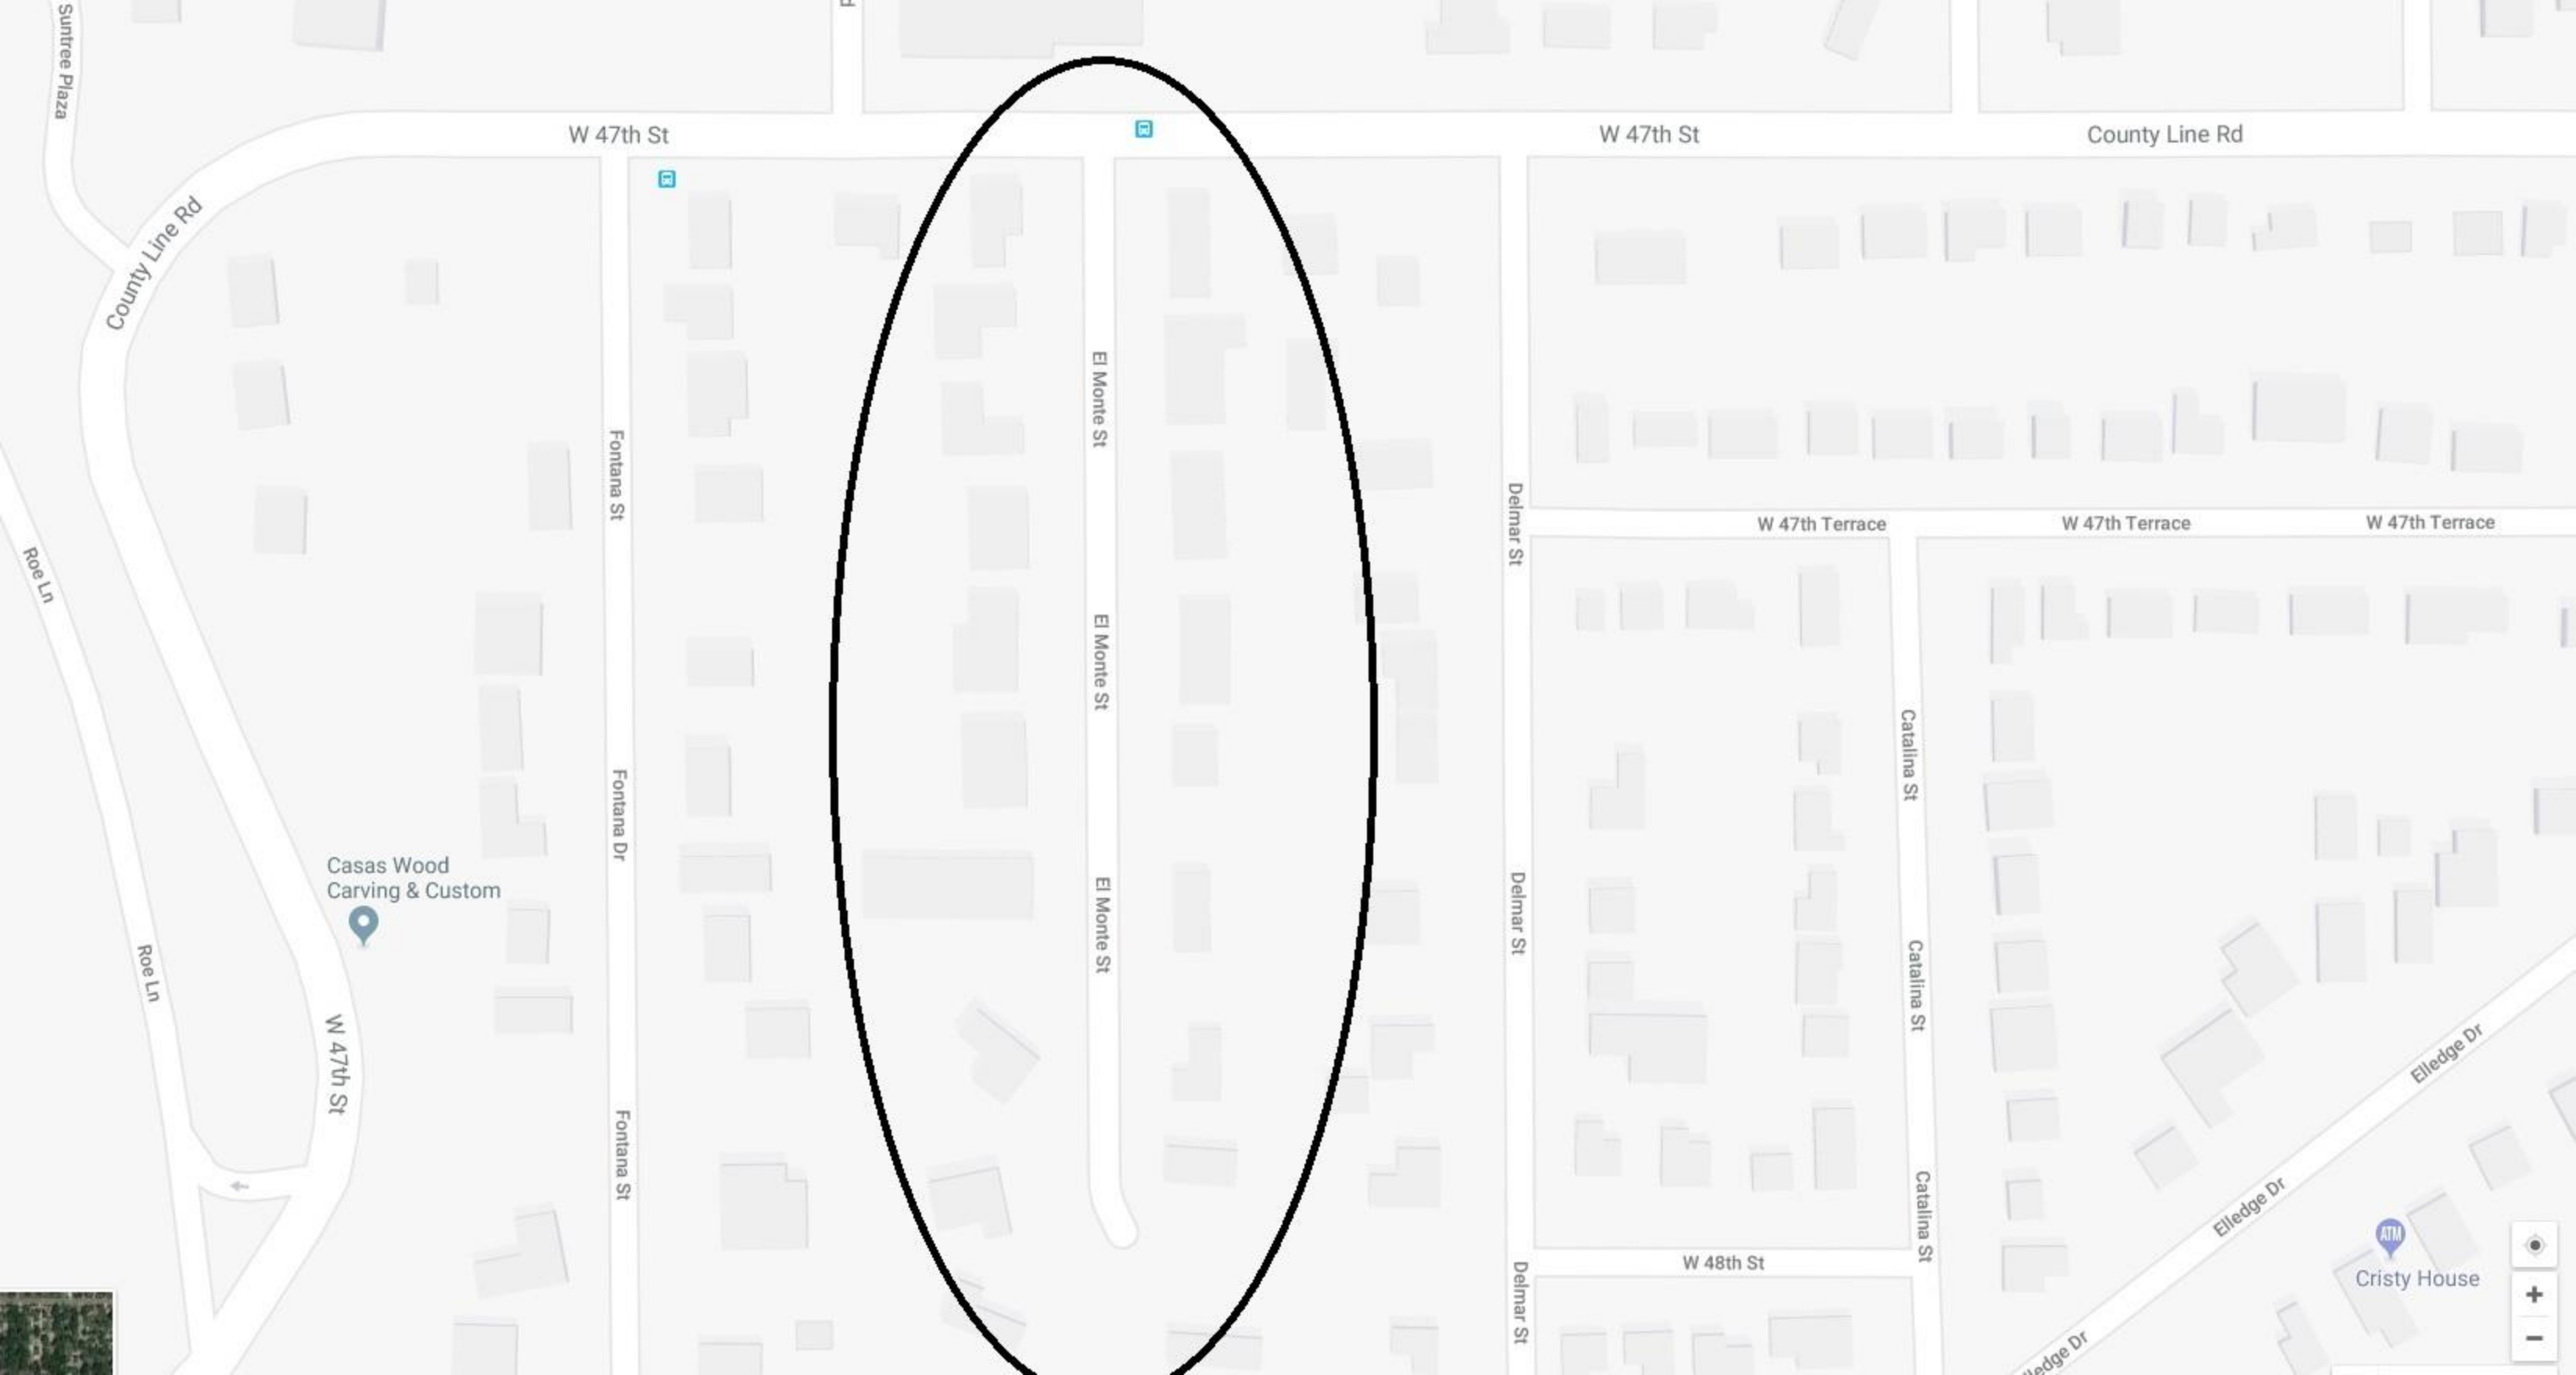 Suntree Plaza
W 47th St
W 47th St
County Line Rd
County Line Rd
El Monte St
Fontana St
Delmar St
W 47th Terrace
W 47th Terrace
W 47th Terrace
Roe Ln
El Monte St
Catalina St
Fontana Dr
Casas Wood
Carving & Custom
El Monte St
Delmar St
Catalina St
Roe Ln
W 47th St
Elledge Dr
Fontana St
Catalina St
Elledge Dr
ATM
W 48th St
Cristy House
Delmar St